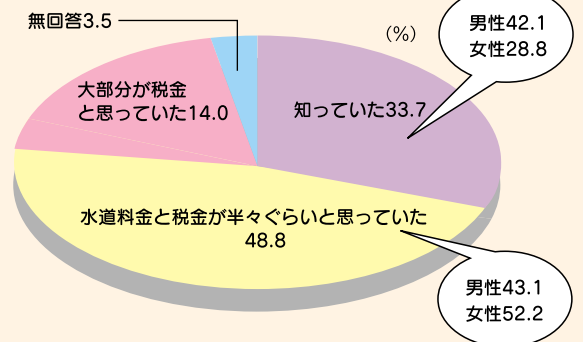 無回答3.5
(%)
男性42.1
女性28.8
大部分が税金
と思っていた14.0
知っていた33.7
水道料金と税金が半々ぐらいと思っていた
48.8
男性43.1
女性52.2